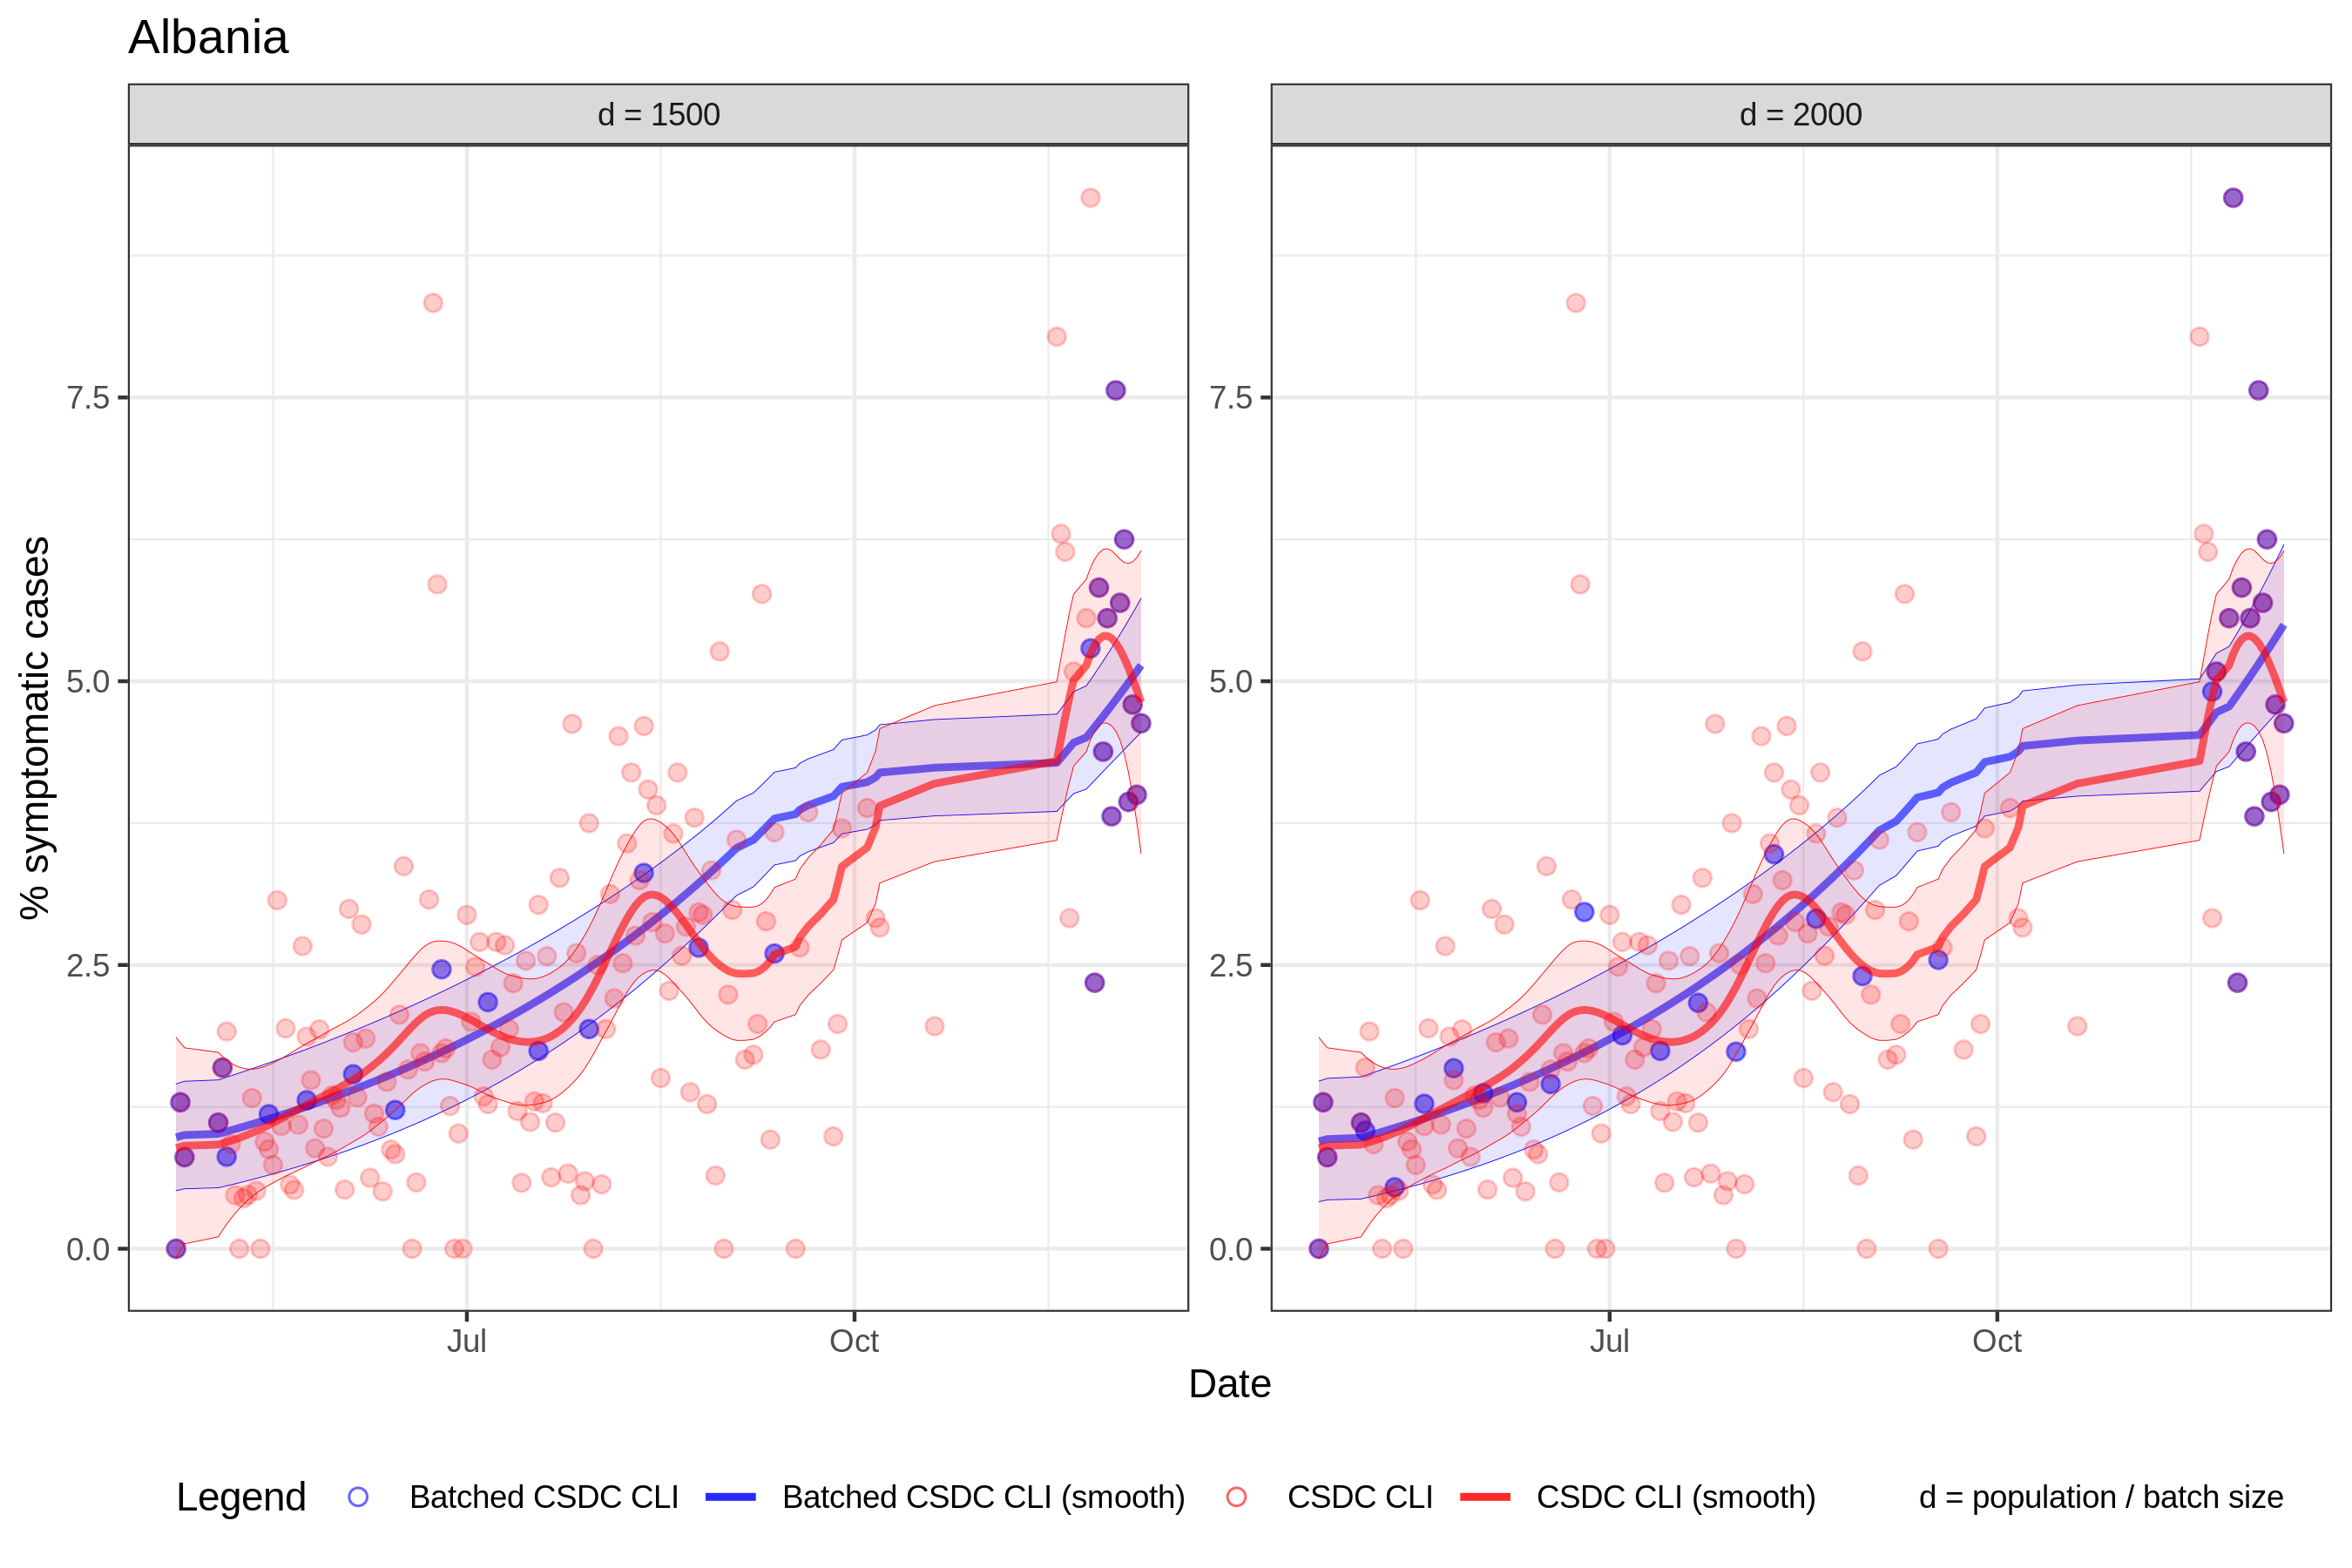 Albania
d = 1500
d = 2000
% symptomatic cases
7.5
5.0
2.5
0.0
7.5
5.0
2.5
0.0
Jul
Oct
Jul
Oct
Date
Legend
Batched CSDC CLI
Batched CSDC CLI (smooth)
CSDC CLI
CSDC CLI (smooth)
d = population / batch size